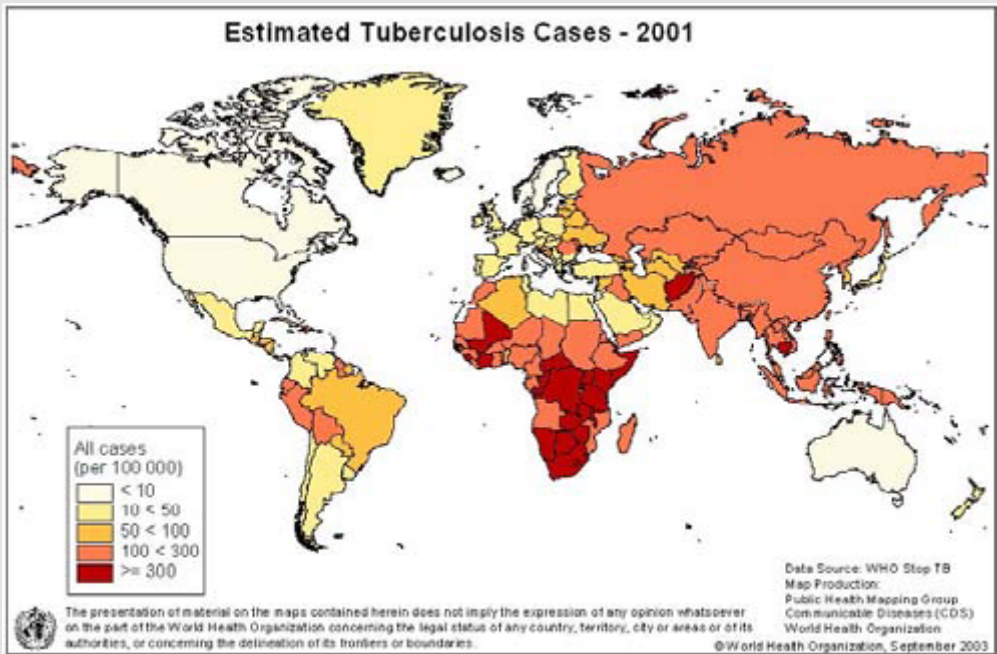 Estimated Tuberculosis Cases - 2001
All cases
(per 100 000)
< 10
10 < 50
50 < 100
100 < 300
>= 300
Data Source: WHO Stop TB
Map Production:
Public Health Mapping Group
Communicable Diseases (CDS)
World Health Organization
© World Health Organization, September 2003
The presentation of material on the maps contained herein does not imply the expression of any opinion whatsoever
on the part of the World Health Organization concerning the legal status of any country, territory, city or areas or of its
authorities, or concerning the delineation of its frontiers or boundaries.